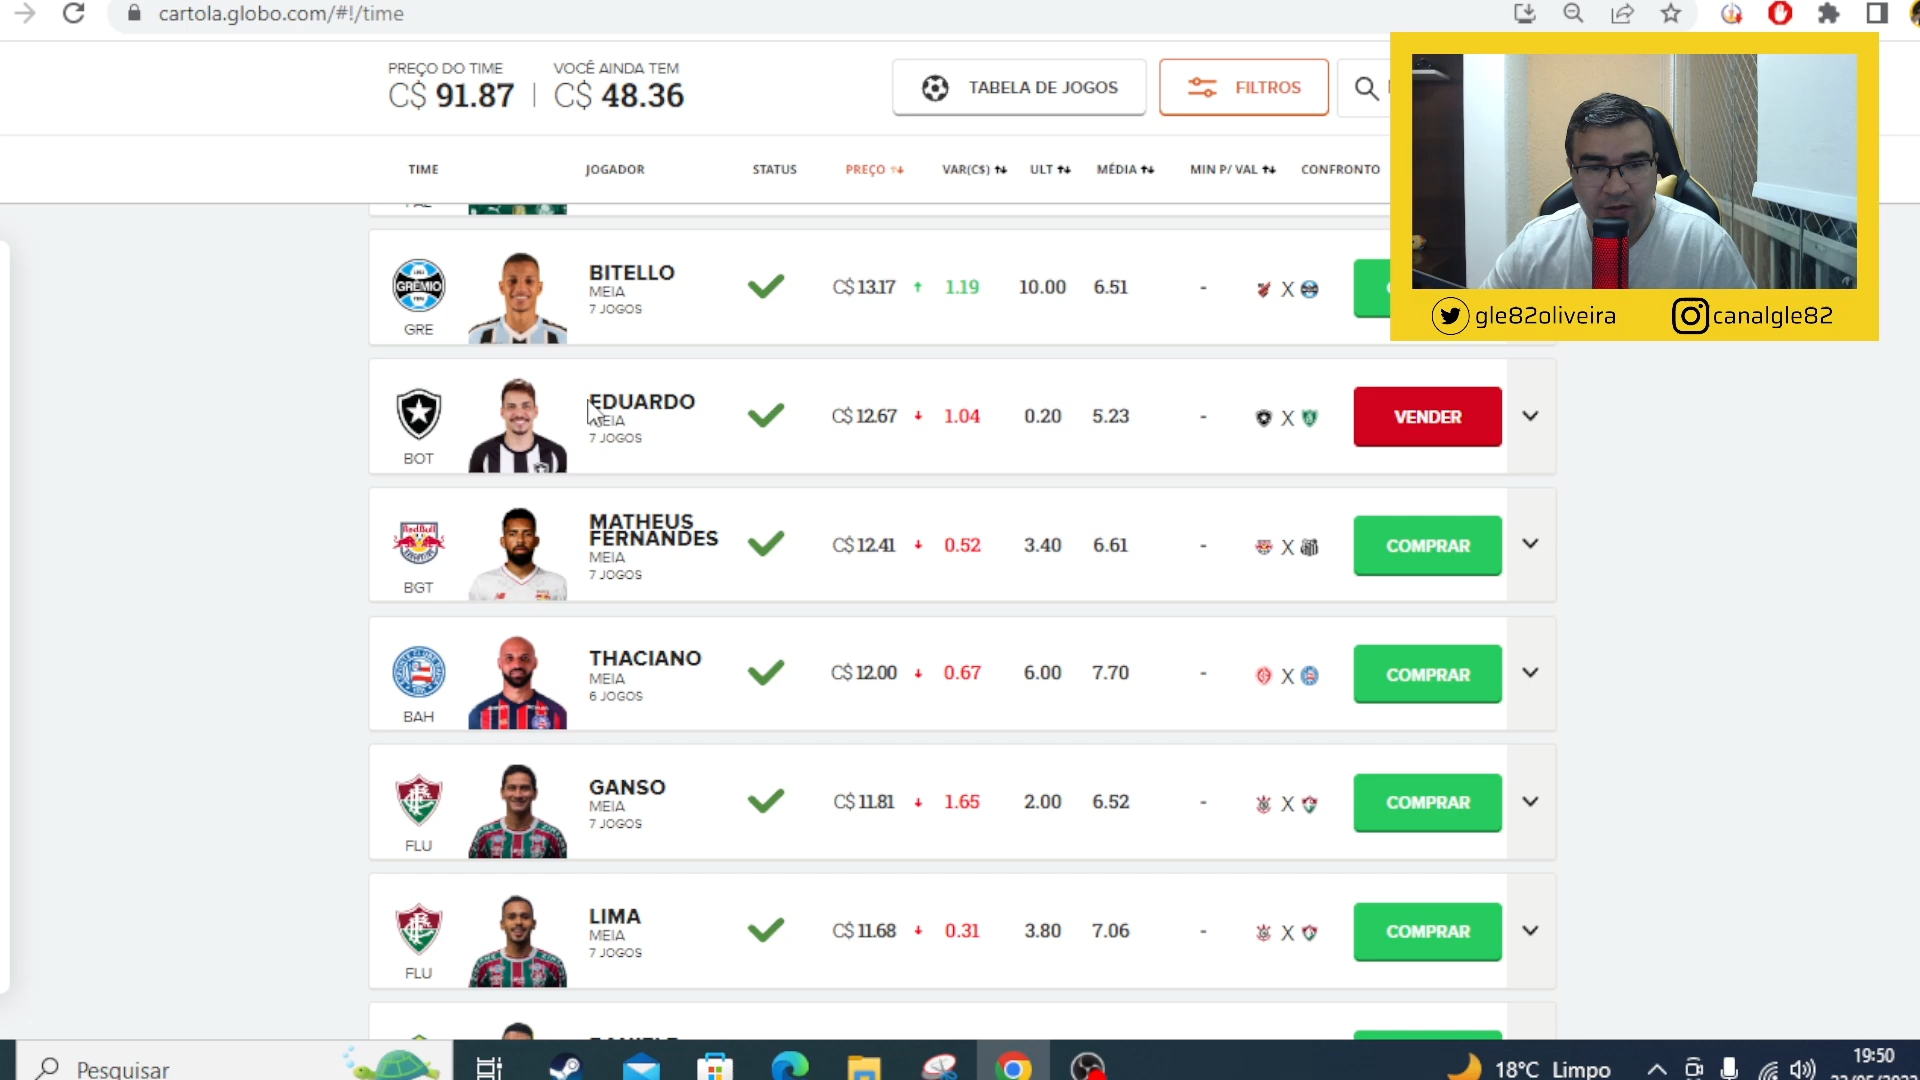 cartola.globo.com/#!/time
PREÇO DO TIME
C$ 91.87
VOCÊ AINDA TEM
C$ 48.36
TABELA DE JOGOS
FILTROS
TIME JOGADOR STATUS PREÇO VAR(C$) ULT MÉDIA MIN P/ VAL CONFRONTO
gle82oliveira
canalgle82
GRÊMIO
GRE
BITELLO
MEIA
7 JOGOS
C$ 13.17 1.19 10.00 6.51 - X
BOT
EDUARDO
MEIA
7 JOGOS
C$ 12.67 1.04 0.20 5.23 - X
VENDER
RedBull
BGT
MATHEUS
FERNANDES
MEIA
7 JOGOS
C$ 12.41 0.52 3.40 6.61 - X
COMPRAR
BAH
THACIANO
MEIA
6 JOGOS
C$ 12.00 0.67 6.00 7.70 - X
COMPRAR
FLU
GANSO
MEIA
7 JOGOS
C$ 11.81 1.65 2.00 6.52 - X
COMPRAR
FLU
LIMA
MEIA
7 JOGOS
C$ 11.68 0.31 3.80 7.06 - X
COMPRAR
Pesquisar
18°C Limpo
19:50